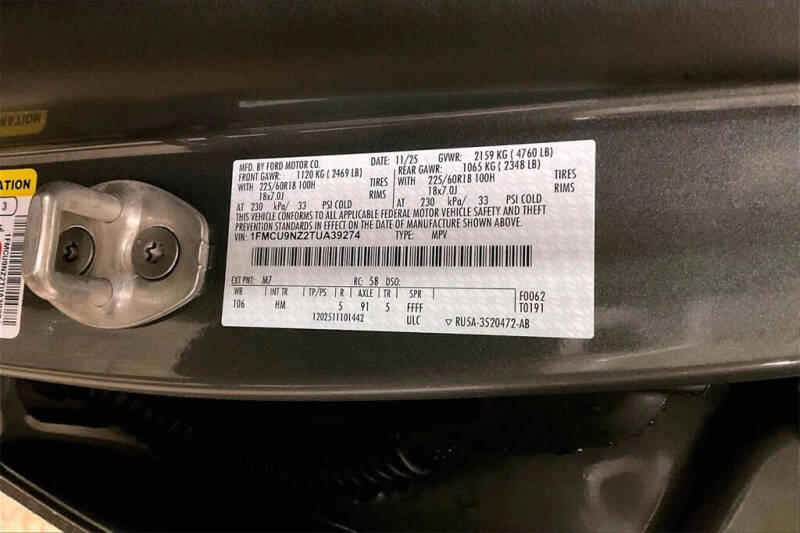 MFD. BY FORD MOTOR CO.
DATE: 11/25 GVWR: 2159 KG ( 4760 LB)
FRONT GAWR: 1120 KG ( 2469 LB) REAR GAWR: 1065 KG ( 2348 LB)
WITH 225/60R18 100H TIRES WITH 225/60R18 100H TIRES
18x7.0J RIMS 18x7.0J RIMS
AT 230 kPa/ 33 PSI COLD AT 230 kPa/ 33 PSI COLD
THIS VEHICLE CONFORMS TO ALL APPLICABLE FEDERAL MOTOR VEHICLE SAFETY AND THEFT
PREVENTION STANDARDS IN EFFECT ON THE DATE OF MANUFACTURE SHOWN ABOVE.
VIN: 1FMCU9NZ2TUA39274 TYPE: MPV
EXT PNT: M7 RC: 58 DSO:
WB INT TR TP/PS R AXLE TR SPR
106 HM 5 91 5 FFFF
F0062
T0191
1202511101442 ULC
RU5A-3520472-AB
3